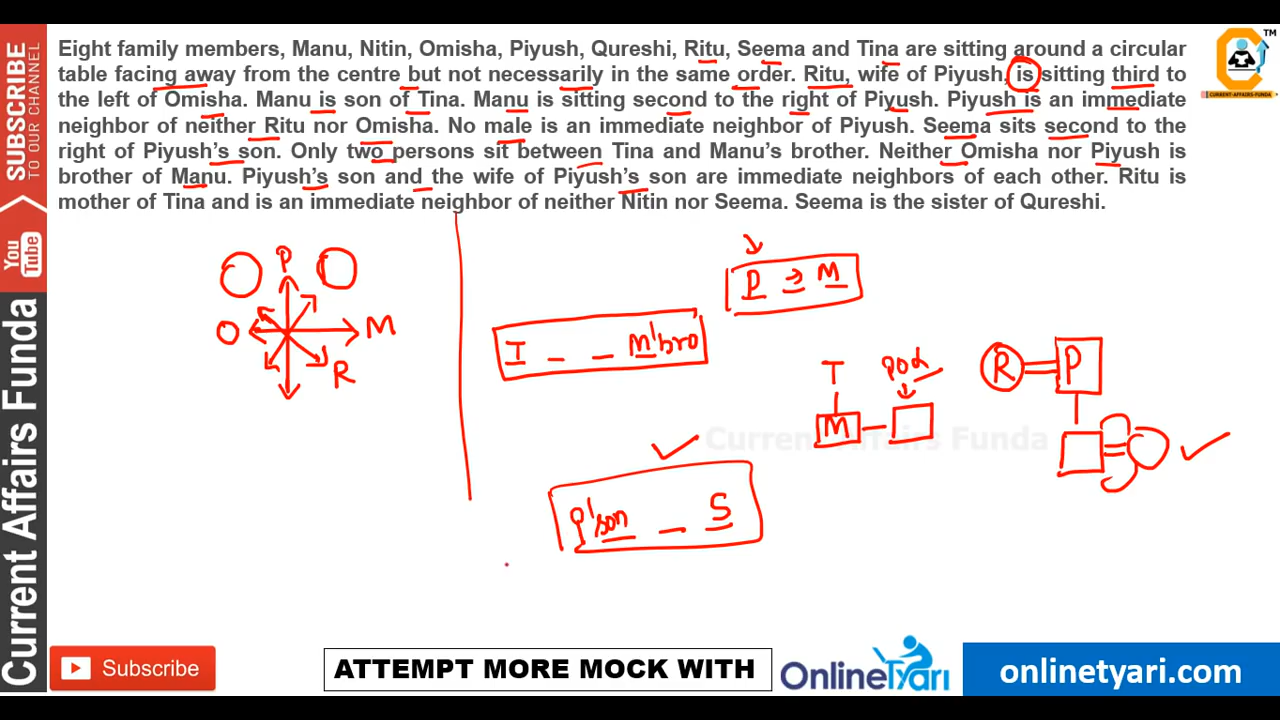 Eight family members, Manu, Nitin, Omisha, Piyush, Qureshi, Ritu, Seema and Tina are sitting around a circular
table facing away from the centre but not necessarily in the same order. Ritu, wife of Piyush, is sitting third to
the left of Omisha. Manu is son of Tina. Manu is sitting second to the right of Piyush. Piyush is an immediate
neighbor of neither Ritu nor Omisha. No male is an immediate neighbor of Piyush. Seema sits second to the
right of Piyush's son. Only two persons sit between Tina and Manu's brother. Neither Omisha nor Piyush is
brother of Manu. Piyush's son and the wife of Piyush's son are immediate neighbors of each other. Ritu is
mother of Tina and is an immediate neighbor of neither Nitin nor Seema. Seema is the sister of Qureshi.
P
O
M
R
P 2 M
T _ _ M'bro
T
M
R
P
P'son _ S
Current Affairs Funda
Current Affairs Funda
SUBSCRIBE
TO OUR CHANNEL
You
Tube
CURRENT-AFFAIRS-FUNDA
TM
Subscribe
ATTEMPT MORE MOCK WITH
OnlineTyari
onlinetyari.com